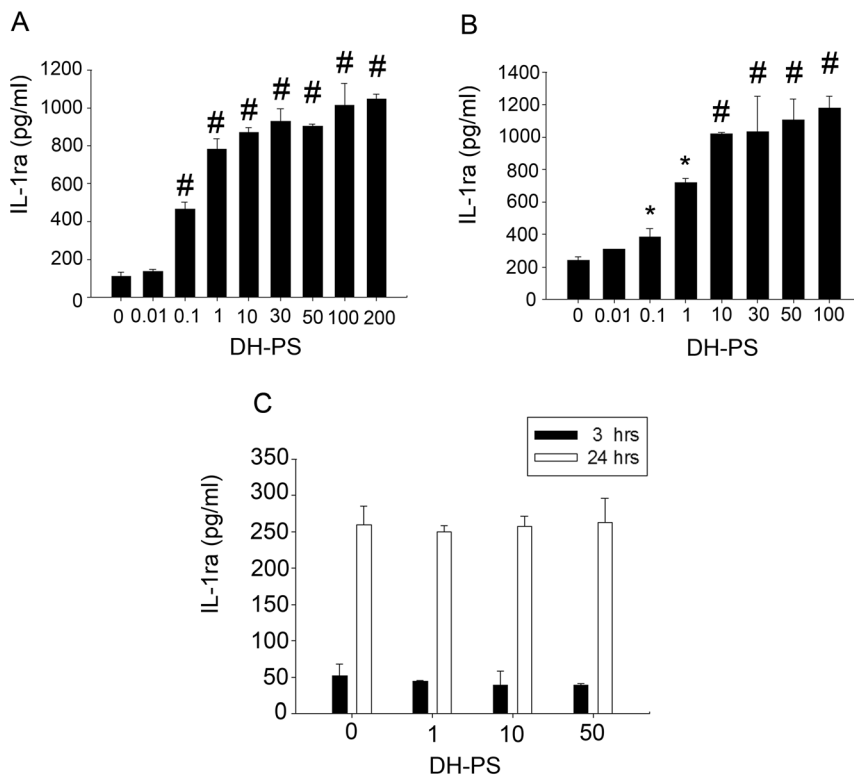 A
IL-1ra (pg/ml)
1200
1000
800
600
400
200
0
# # # # # # #
0 0.01 0.1 1 10 30 50 100 200
DH-PS
B
IL-1ra (pg/ml)
1400
1200
1000
800
600
400
200
0
* * # # # #
0 0.01 0.1 1 10 30 50 100
DH-PS
C
3 hrs
24 hrs
IL-1ra (pg/ml)
350
300
250
200
150
100
50
0
0 1 10 50
DH-PS